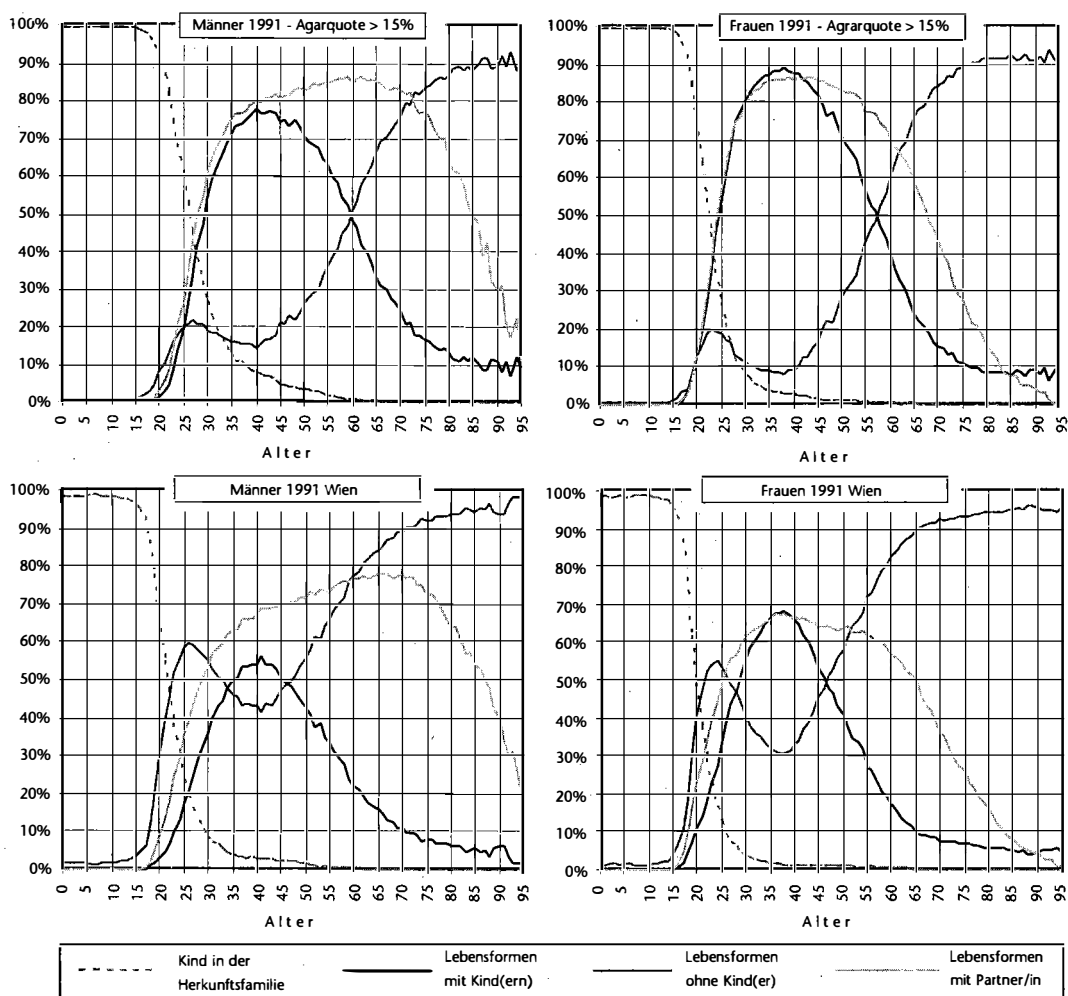 Männer 1991 - Agarquote > 15%
100%
90%
80%
70%
60%
50%
40%
30%
20%
10%
0%
0 5 10 15 20 25 30 35 40 45 50 55 60 65 70 75 80 85 90 95
Alter
Frauen 1991 - Agrarquote > 15%
100%
90%
80%
70%
60%
50%
40%
30%
20%
10%
0%
0 5 10 15 20 25 30 35 40 45 50 55 60 65 70 75 80 85 90 95
Alter
Männer 1991 Wien
100%
90%
80%
70%
60%
50%
40%
30%
20%
10%
0%
0 5 10 15 20 25 30 35 40 45 50 55 60 65 70 75 80 85 90 95
Alter
Frauen 1991 Wien
100%
90%
80%
70%
60%
50%
40%
30%
20%
10%
0%
0 5 10 15 20 25 30 35 40 45 50 55 60 65 70 75 80 85 90 95
Alter
Kind in der
Herkunftsfamilie
Lebensformen
mit Kind(ern)
Lebensformen
ohne Kind(er)
Lebensformen
mit Partner/in